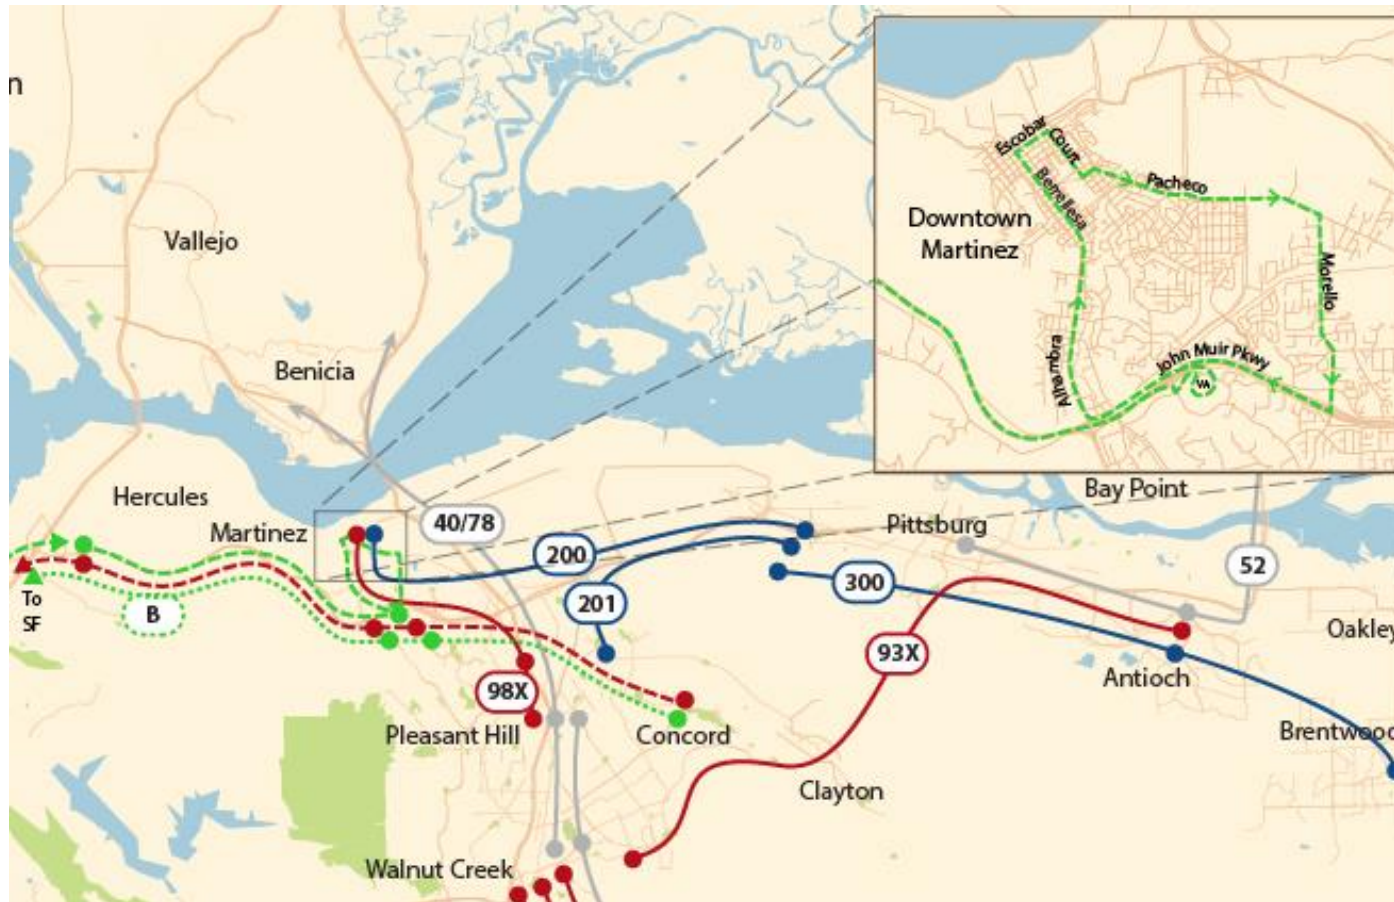 n
Vallejo
Benicia
Hercules
Martinez
To
SF
B
40/78
200
201
98X
Pleasant Hill
Concord
Walnut Creek
Clayton
93X
300
Pittsburg
Bay Point
52
Antioch
Oakley
Brentwood
Downtown
Martinez
Escobar
Court
Berrellesa
Pacheco
Morello
Alhambra
John Muir Pkwy
VA